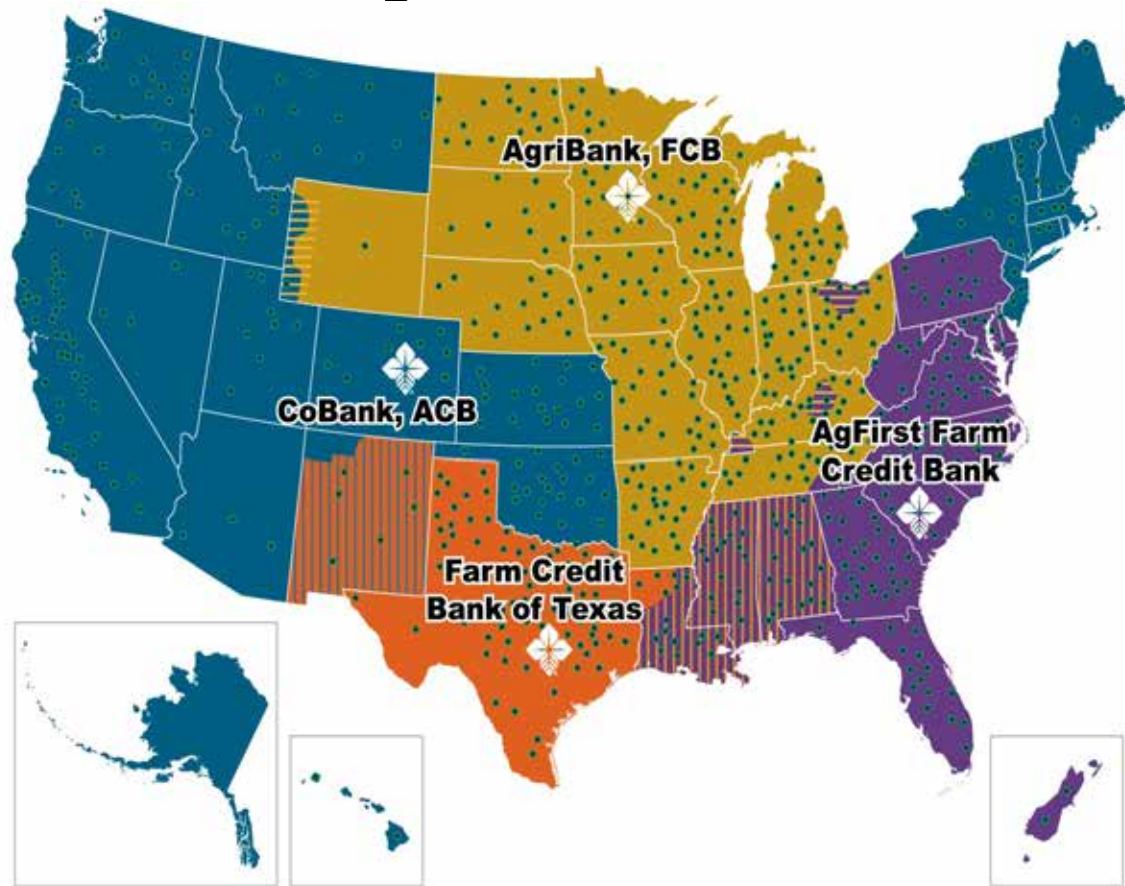 AgriBank, FCB
CoBank, ACB
AgFirst Farm
Credit Bank
Farm Credit
Bank of Texas